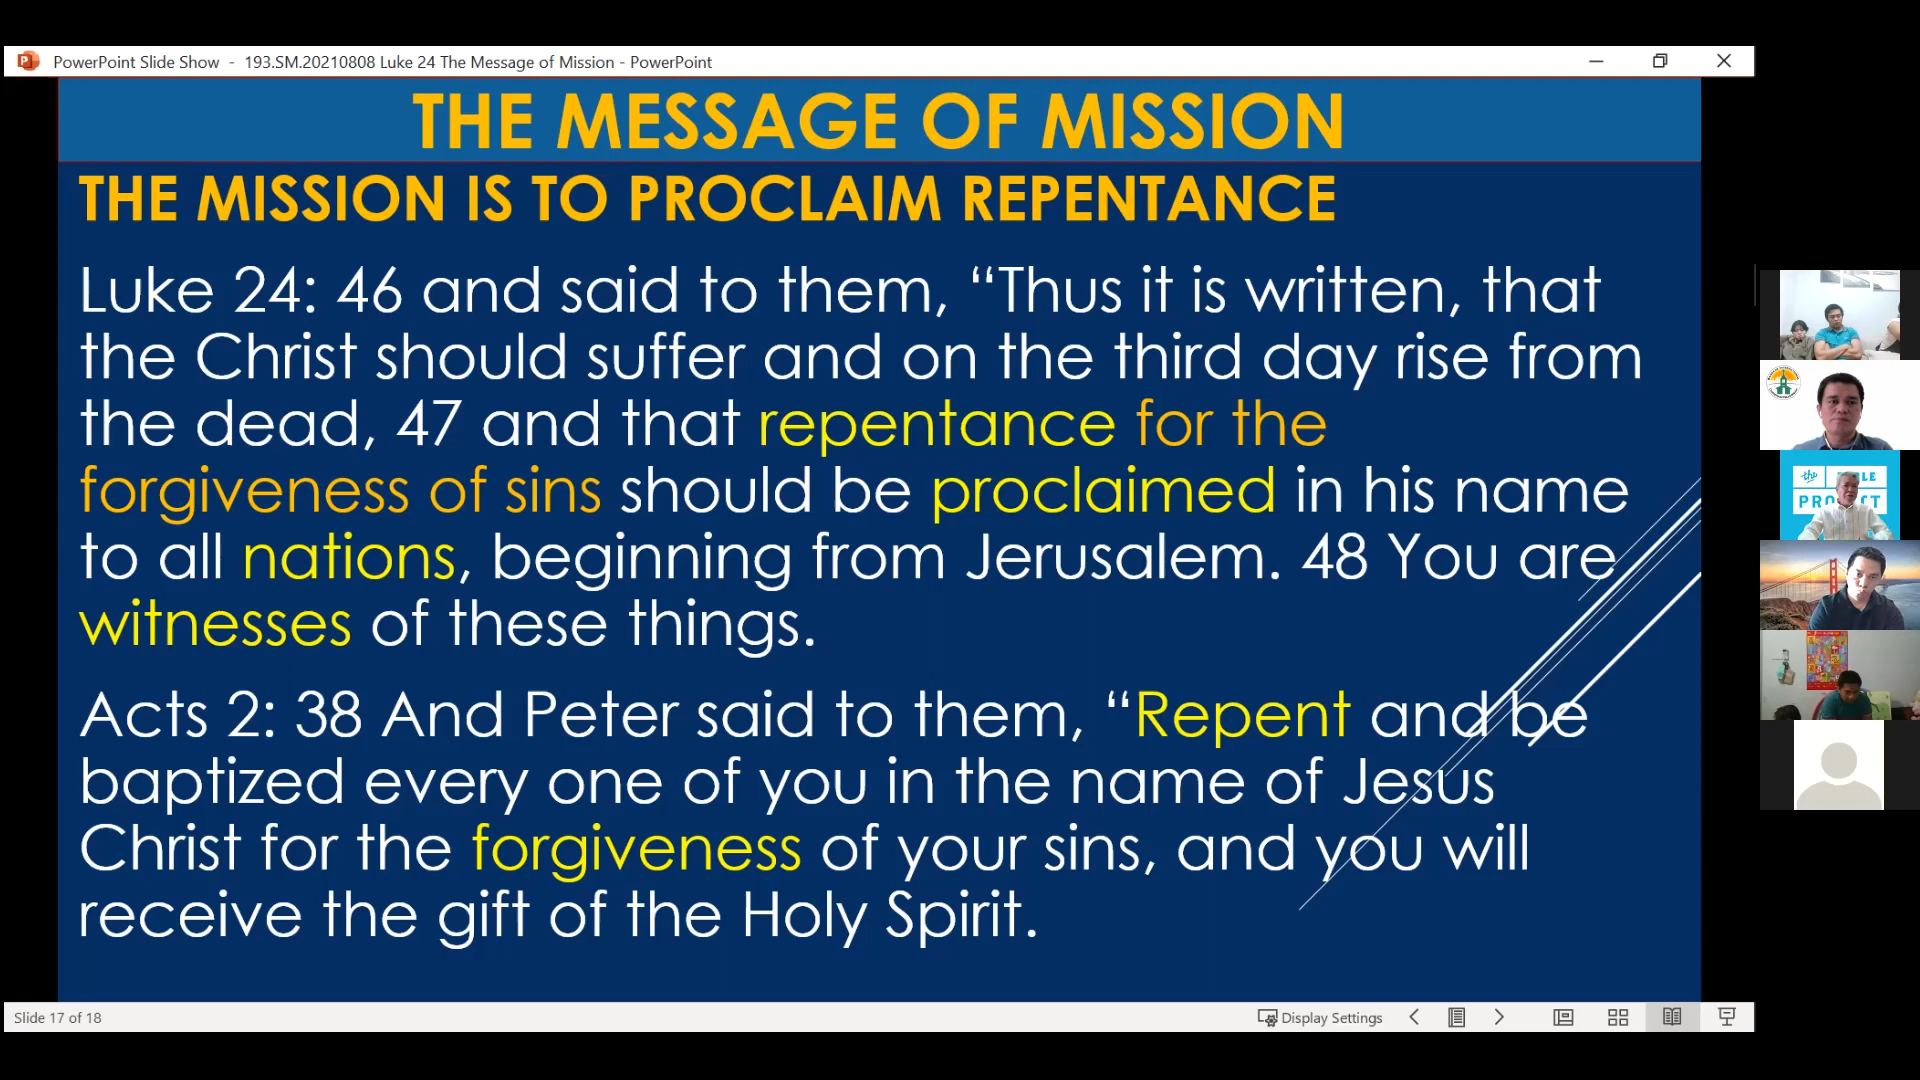 PowerPoint Slide Show - 193.SM.20210808 Luke 24 The Message of Mission - PowerPoint
THE MESSAGE OF MISSION
THE MISSION IS TO PROCLAIM REPENTANCE
Luke 24: 46 and said to them, “Thus it is written, that
the Christ should suffer and on the third day rise from
the dead, 47 and that repentance for the
forgiveness of sins should be proclaimed in his name
to all nations, beginning from Jerusalem. 48 You are
witnesses of these things.
Acts 2: 38 And Peter said to them, “Repent and be
baptized every one of you in the name of Jesus
Christ for the forgiveness of your sins, and you will
receive the gift of the Holy Spirit.
the
Slide 17 of 18
Display Settings